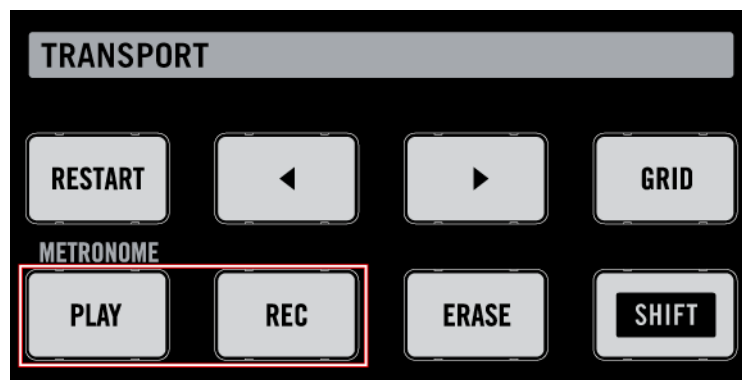 TRANSPORT
RESTART
GRID
METRONOME
PLAY REC ERASE SHIFT